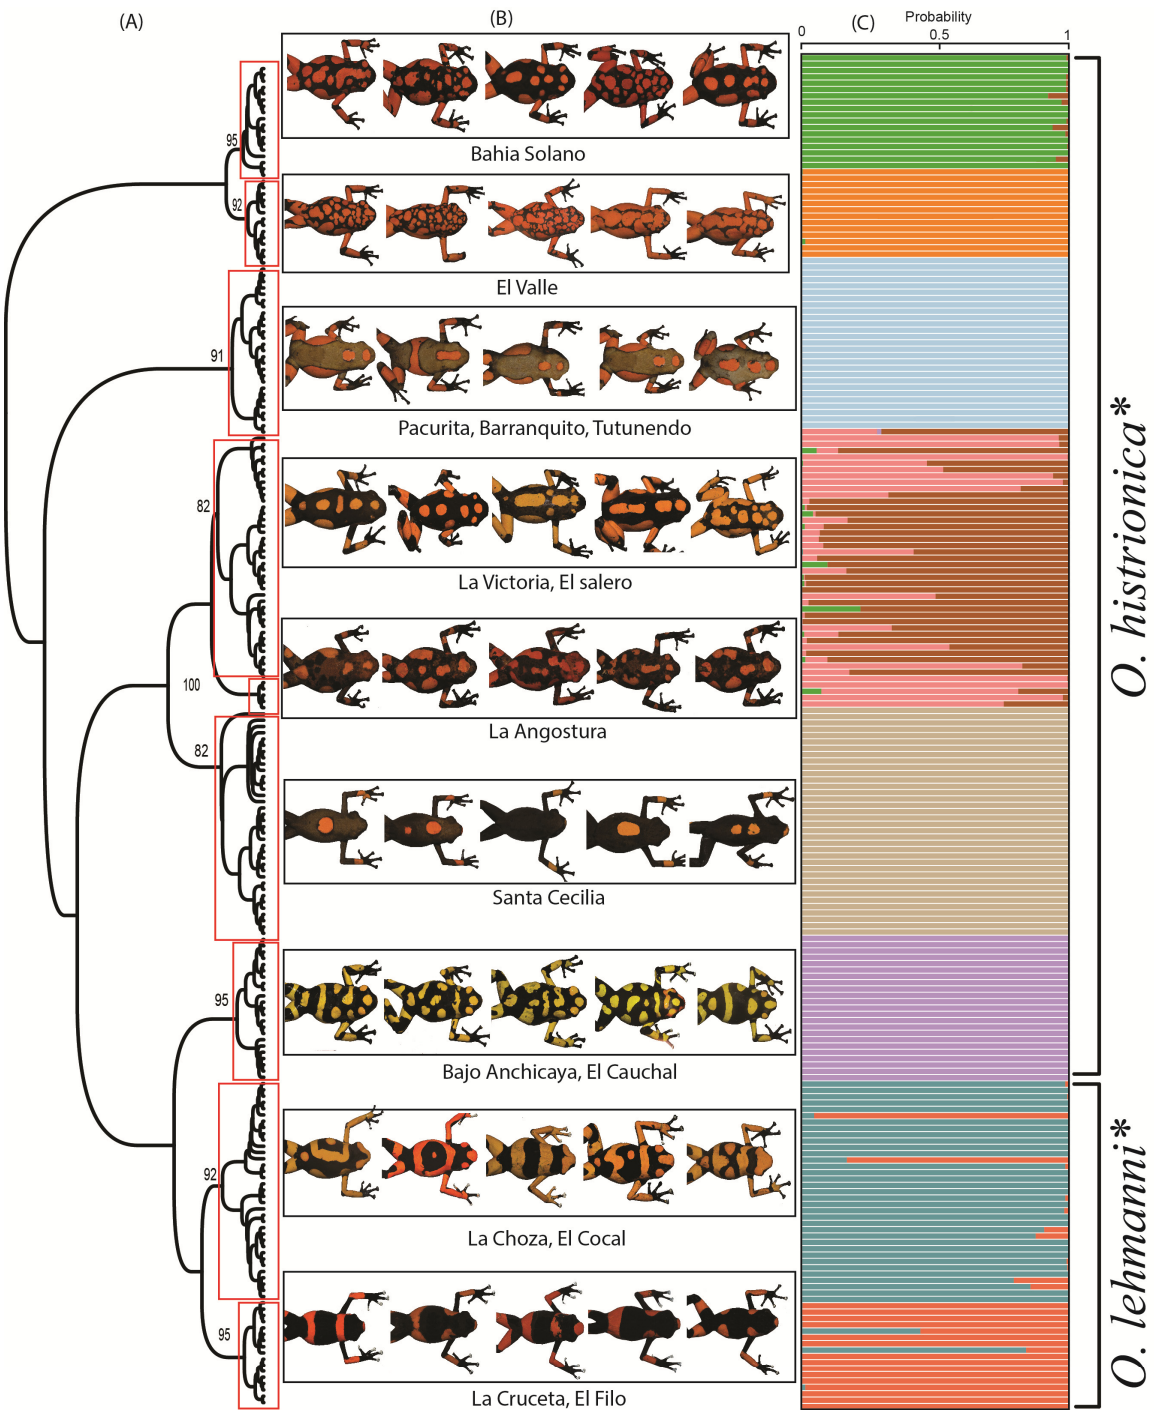 (A)
(B)
(C)
Probability
0
0.5
1
95
Bahia Solano
92
El Valle
91
Pacurita, Barranquito, Tutunendo
82
La Victoria, El salero
100
La Angostura
82
Santa Cecilia
95
Bajo Anchicaya, El Cauchal
92
La Choza, El Cocal
95
La Cruceta, El Filo
O. histrionica*
O. lehmanni*